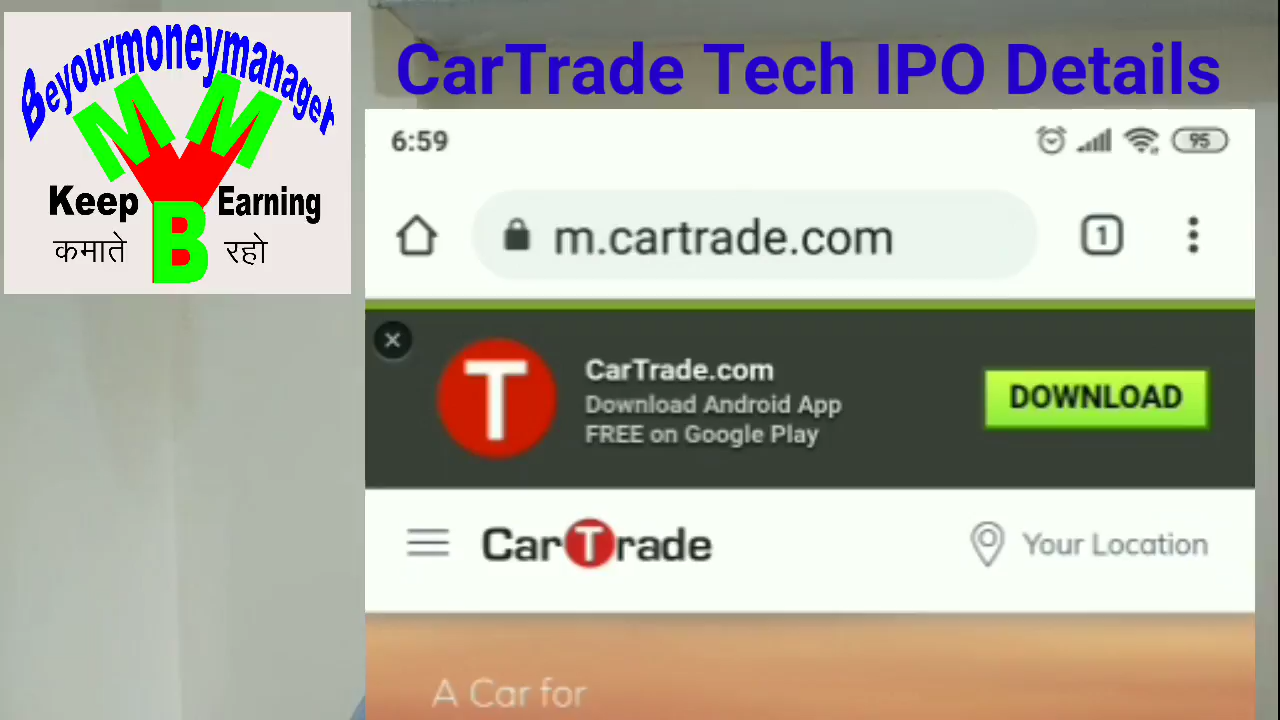 Beyourmoneymanager
MM
Keep Earning
कमाते रहो
B
CarTrade Tech IPO Details
6:59
95
m.cartrade.com
1
CarTrade.com
Download Android App
FREE on Google Play
DOWNLOAD
T
CarTrade
Your Location
A Car for